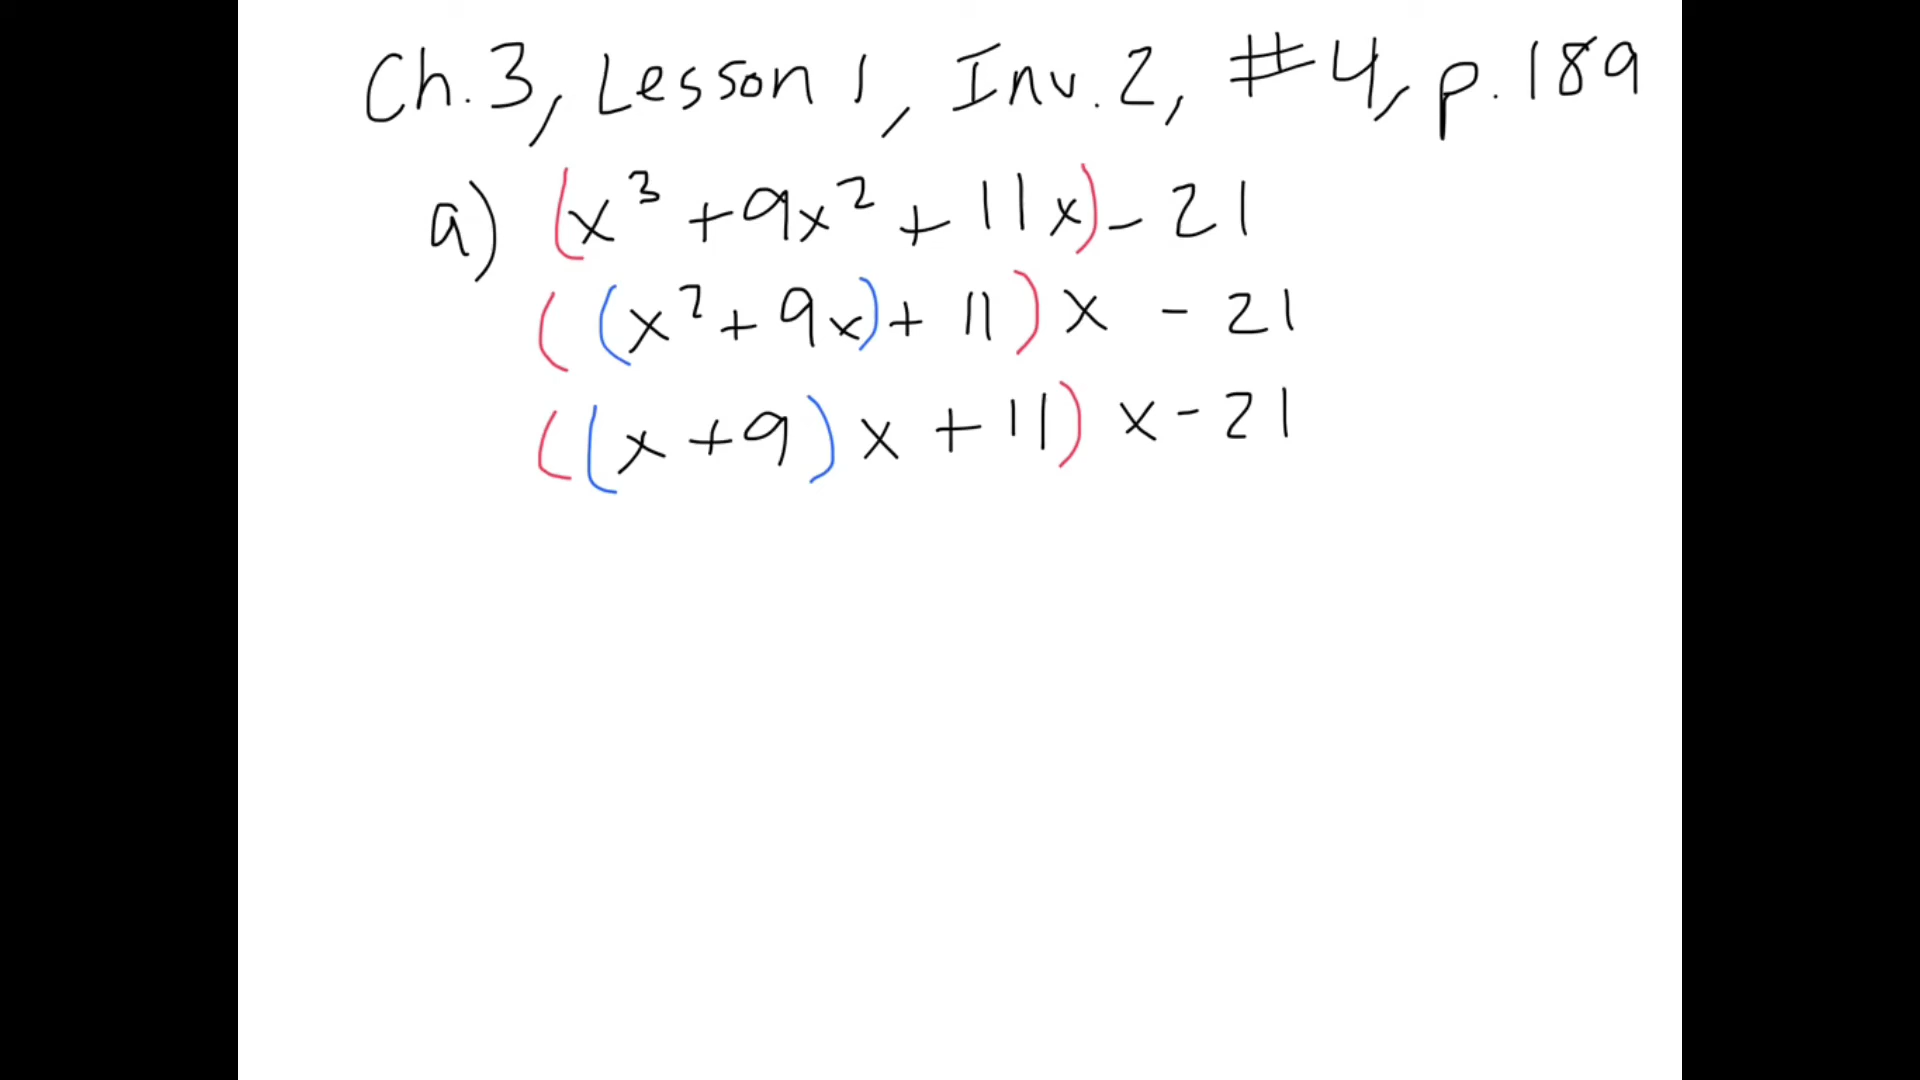 Ch. 3, Lesson 1, Inv. 2, #4, p. 189
a) (x³ + 9x² + 11x) - 21
((x² + 9x) + 11) x - 21
((x + 9) x + 11) x - 21